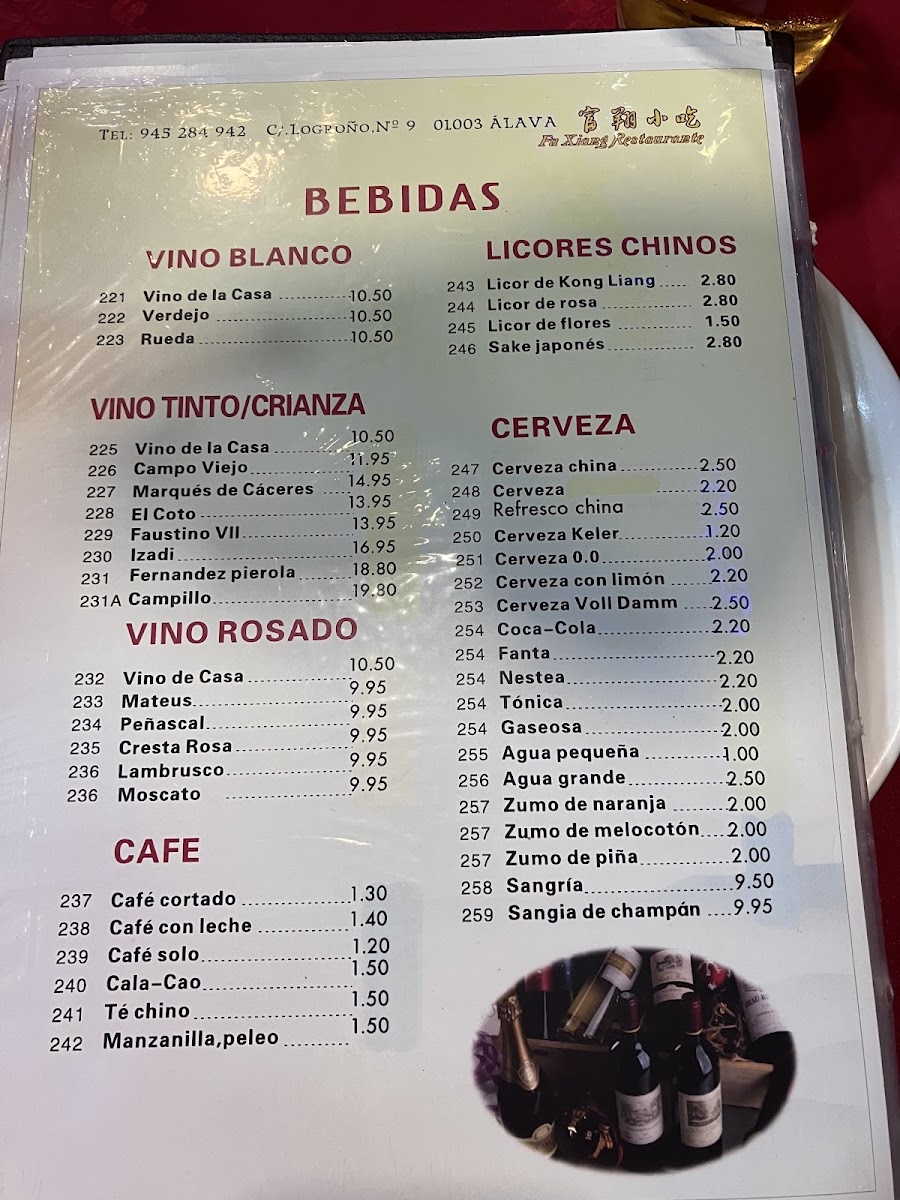 TEL: 945 284 942 C/.LOGROÑO.Nº 9 01003 ÁLAVA 富翔小吃
Fu Xiang Restaurante
BEBIDAS
VINO BLANCO
221 Vino de la Casa 10.50
222 Verdejo 10.50
223 Rueda 10.50
VINO TINTO/CRIANZA
225 Vino de la Casa 10.50
226 Campo Viejo 11.95
227 Marqués de Cáceres 14.95
228 El Coto 13.95
229 Faustino VII 13.95
230 Izadi 16.95
231 Fernandez pierola 18.80
231A Campillo 19.80
VINO ROSADO
232 Vino de Casa 10.50
233 Mateus 9.95
234 Peñascal 9.95
235 Cresta Rosa 9.95
236 Lambrusco 9.95
236 Moscato 9.95
CAFE
237 Café cortado 1.30
238 Café con leche 1.40
239 Café solo 1.20
240 Cala-Cao 1.50
241 Té chino 1.50
242 Manzanilla,peleo 1.50
LICORES CHINOS
243 Licor de Kong Liang 2.80
244 Licor de rosa 2.80
245 Licor de flores 1.50
246 Sake japonés 2.80
CERVEZA
247 Cerveza china 2.50
248 Cerveza 2.20
249 Refresco china 2.50
250 Cerveza Keler 1.20
251 Cerveza 0.0 2.00
252 Cerveza con limón 2.20
253 Cerveza Voll Damm 2.50
254 Coca-Cola 2.20
254 Fanta 2.20
254 Nestea 2.20
254 Tónica 2.00
254 Gaseosa 2.00
255 Agua pequeña 1.00
256 Agua grande 2.50
257 Zumo de naranja 2.00
257 Zumo de melocotón 2.00
257 Zumo de piña 2.00
258 Sangría 9.50
259 Sangia de champán 9.95